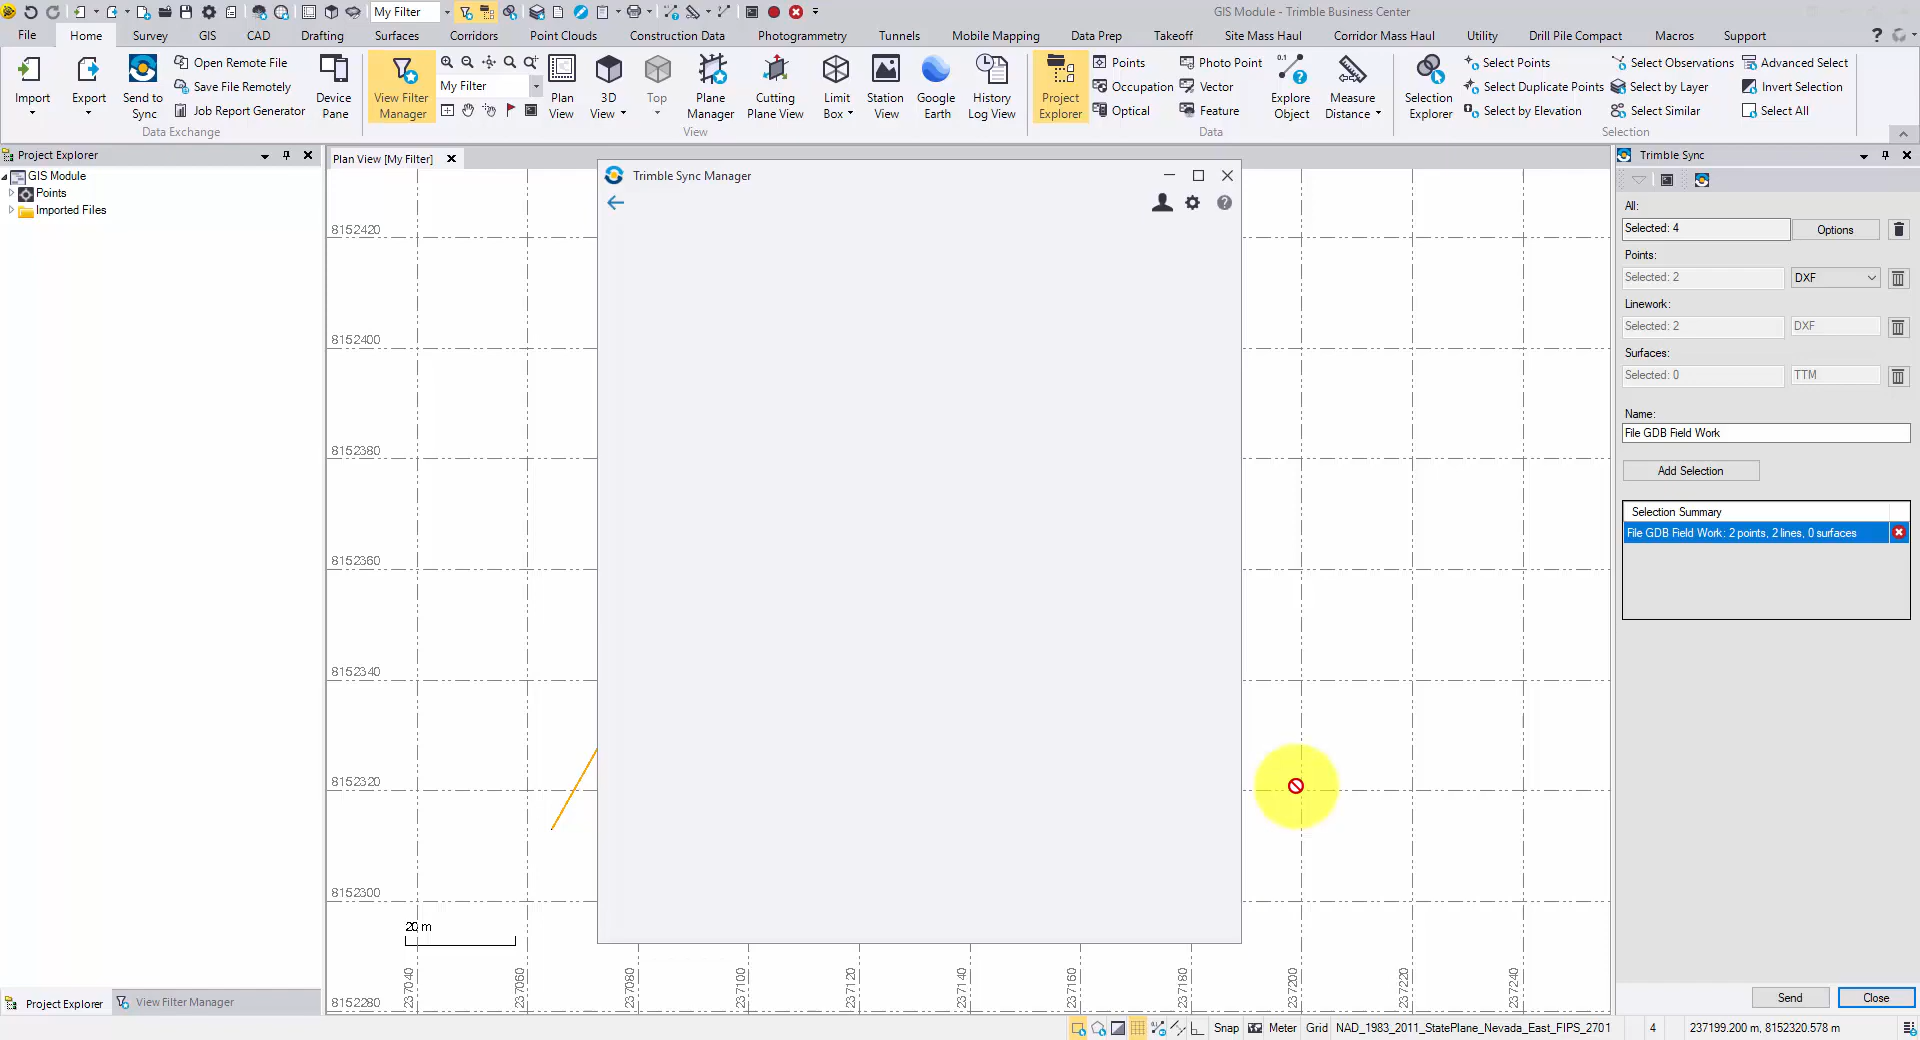 My Filter
GIS Module - Trimble Business Center
File Home Survey GIS CAD Drafting Surfaces Corridors Point Clouds Construction Data Photogrammetry Tunnels Mobile Mapping Data Prep Takeoff Site Mass Haul Corridor Mass Haul Utility Drill Pile Compact Macros Support
Import
Export
Send to
Sync
Open Remote File
Save File Remotely
Job Report Generator
Device
Pane
Data Exchange
View Filter
Manager
My Filter
Plan
View
3D
View
Top
Plane
Manager
Cutting
Plane View
Limit
Box
Station
View
Google
Earth
History
Log View
View
Project
Explorer
Points
Occupation
Optical
Photo Point
Vector
Feature
Explore
Object
Measure
Distance
Data
Selection
Explorer
Select Points
Select Duplicate Points
Select by Elevation
Select Observations
Select by Layer
Select Similar
Advanced Select
Invert Selection
Select All
Selection
Project Explorer
GIS Module
Points
Imported Files
Project Explorer
View Filter Manager
Plan View [My Filter]
8152420
8152400
8152380
8152360
8152340
8152320
8152300
8152280
20 m
237040
237060
237080
237100
237120
237140
237160
237180
237200
237220
237240
Trimble Sync Manager
Trimble Sync
All:
Selected: 4
Options
Points:
Selected: 2
DXF
Linework:
Selected: 2
DXF
Surfaces:
Selected: 0
TTM
Name:
File GDB Field Work
Add Selection
Selection Summary
File GDB Field Work: 2 points, 2 lines, 0 surfaces
Send
Close
Snap
Meter
Grid
NAD_1983_2011_StatePlane_Nevada_East_FIPS_2701
4
237199.200 m, 8152320.578 m